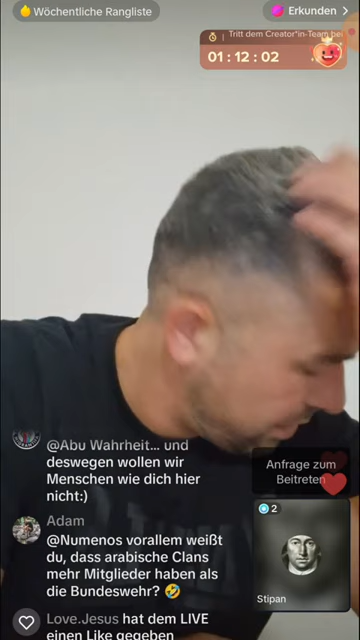 Wöchentliche Rangliste
Erkunden
Tritt dem Creator*in-Team bei
01 : 12 : 02
@Abu Wahrheit... und
deswegen wollen wir
Menschen wie dich hier
nicht:)
Anfrage zum
Beitreten
2
Adam
@Numenos vorallem weißt
du, dass arabische Clans
mehr Mitglieder haben als
die Bundeswehr? 🤣
Stipan
Love.Jesus hat dem LIVE
einen Like gegeben